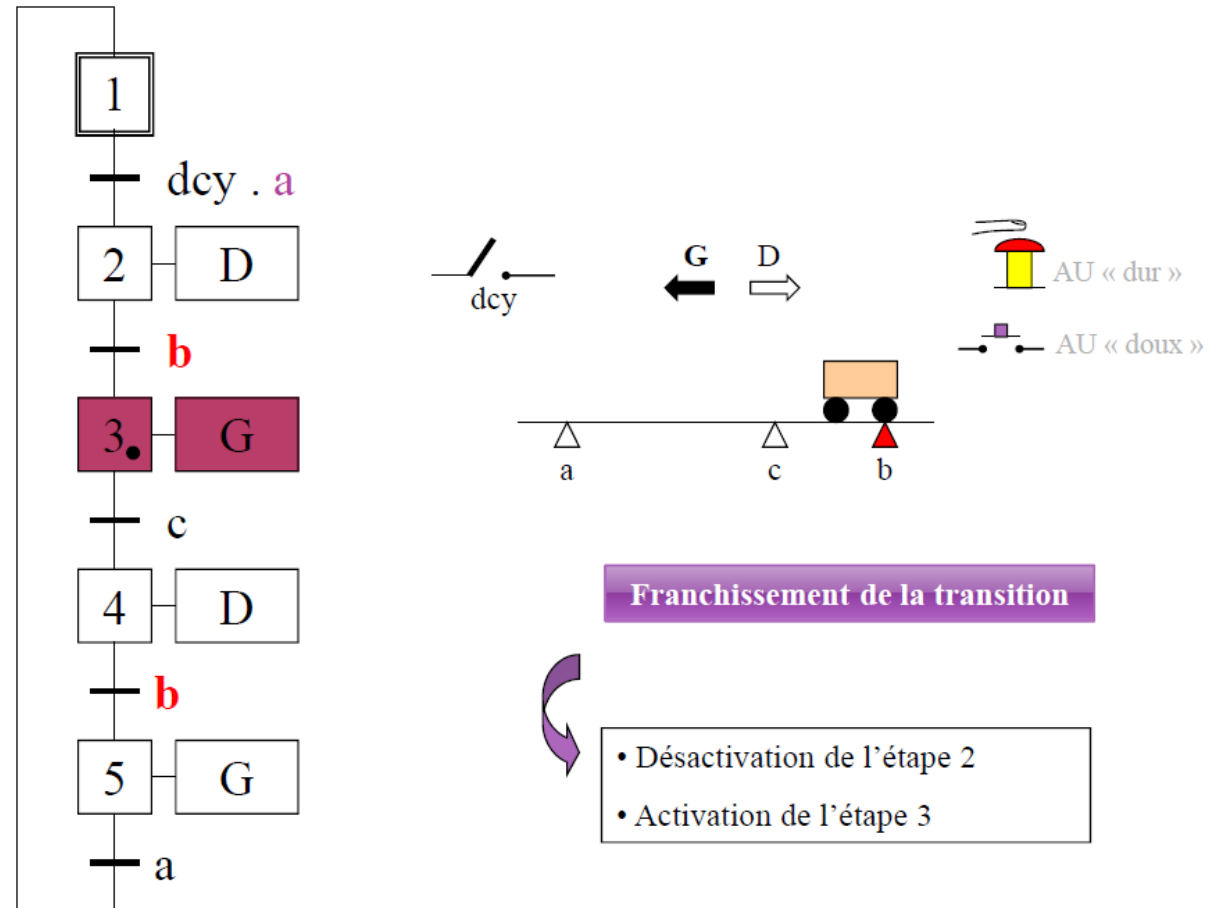 1
dcy . a
2 D
b
3 G
c
4 D
b
5 G
a
dcy
G D
AU « dur »
AU « doux »
a c b
Franchissement de la transition
• Désactivation de l’étape 2
• Activation de l’étape 3